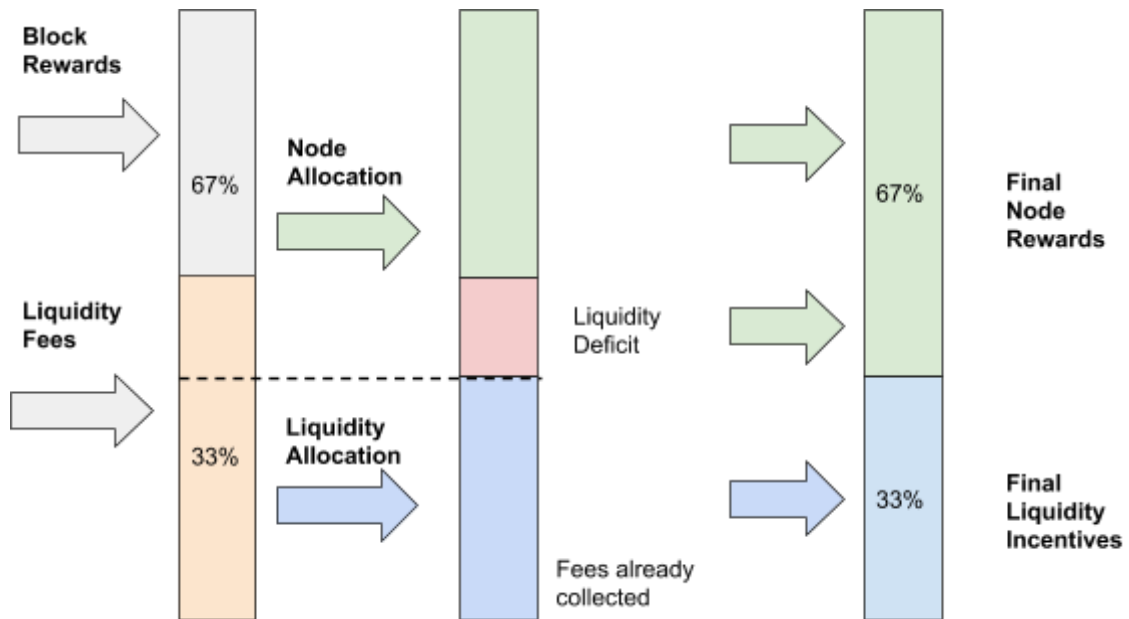 Block
Rewards
67%
Node
Allocation
67%
Final
Node
Rewards
Liquidity
Fees
Liquidity
Deficit
33%
Liquidity
Allocation
33%
Final
Liquidity
Incentives
Fees already
collected